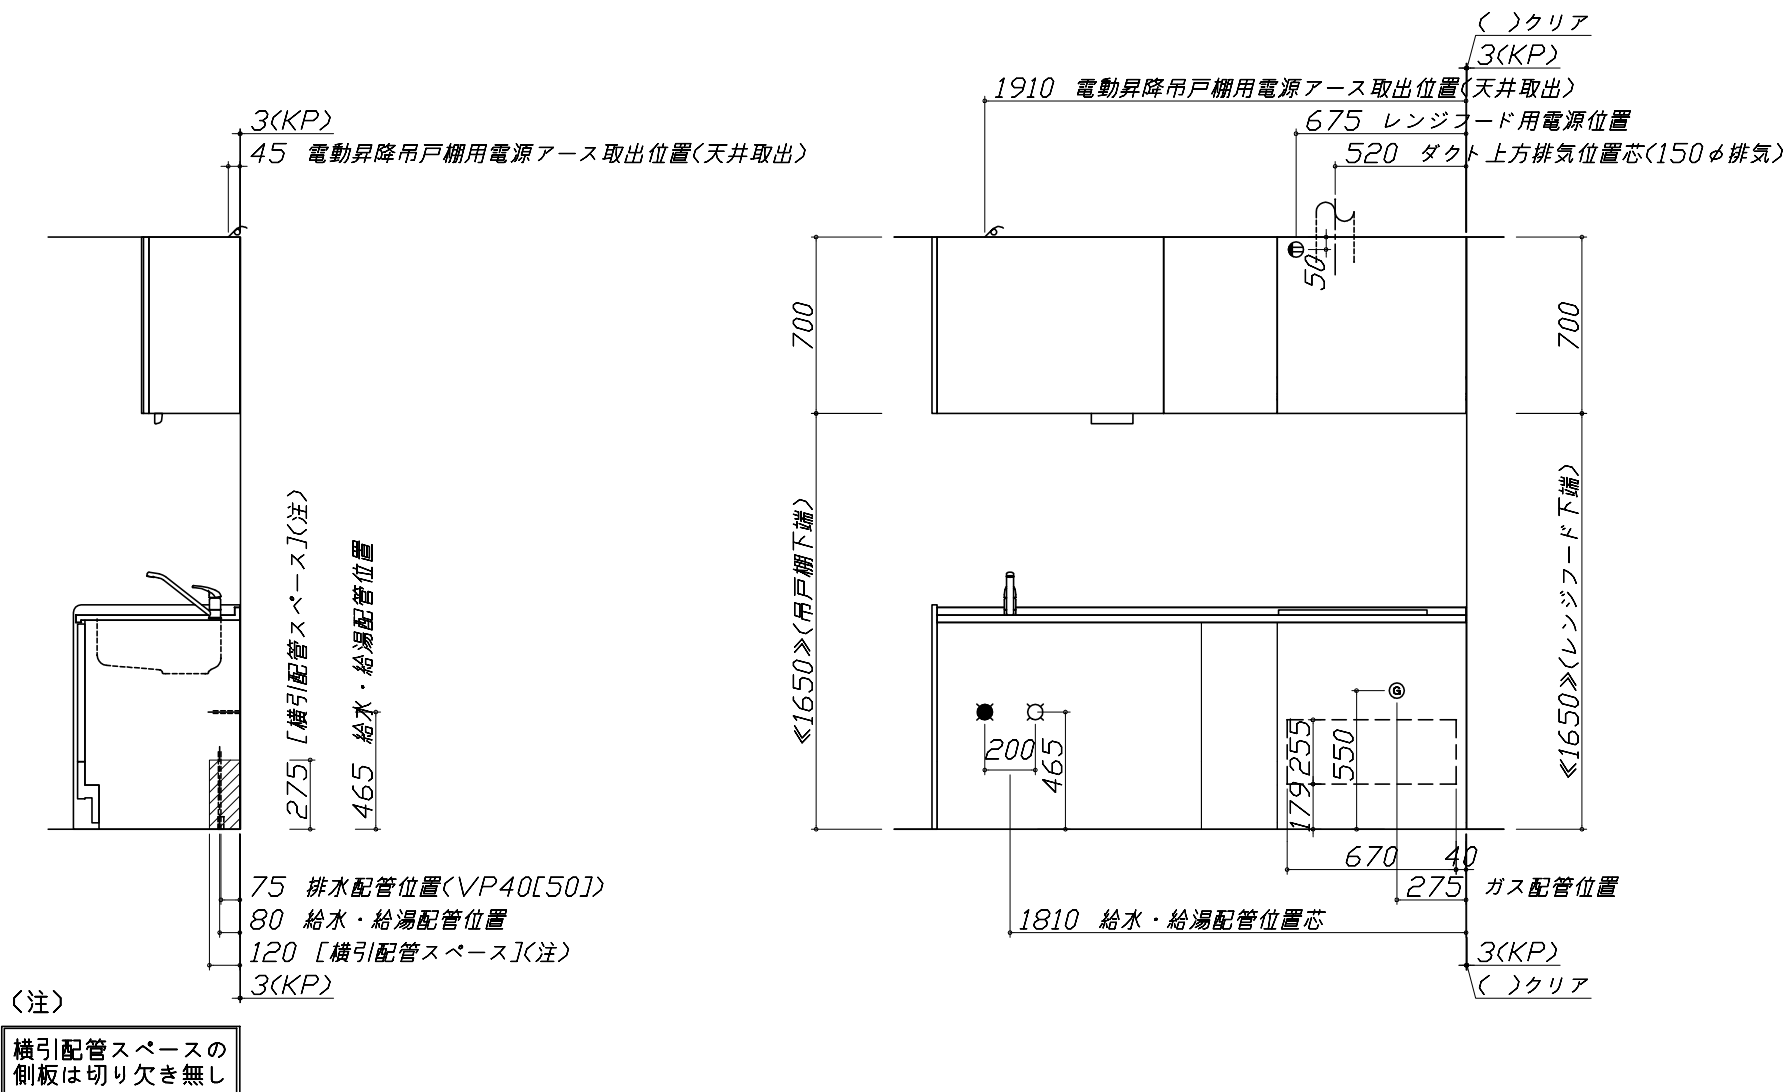 ( )クリア
3(KP)
1910 電動昇降吊戸棚用電源アース取出位置(天井取出)
675 レンジフード用電源位置
520 ダクト上方排気位置芯(150φ排気)
3(KP)
45 電動昇降吊戸棚用電源アース取出位置(天井取出)
50
700
700
275 [横引配管スペース](注)
465 給水・給湯配管位置
≪1650≫(吊戸棚下端)
≪1650≫(レンジフード下端)
G
200
465
179
255
550
670
40
275 ガス配管位置
1810 給水・給湯配管位置芯
3(KP)
( )クリア
75 排水配管位置(VP40[50])
80 給水・給湯配管位置
120 [横引配管スペース](注)
3(KP)
(注)
横引配管スペースの
側板は切り欠き無し